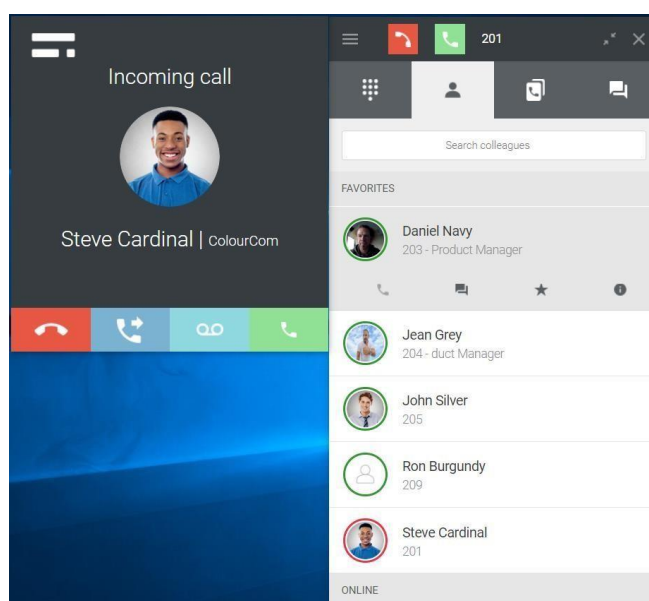 Incoming call
Steve Cardinal | ColourCom
201
Search colleagues
FAVORITES
Daniel Navy
203 - Product Manager
Jean Grey
204 - duct Manager
John Silver
205
Ron Burgundy
209
Steve Cardinal
201
ONLINE